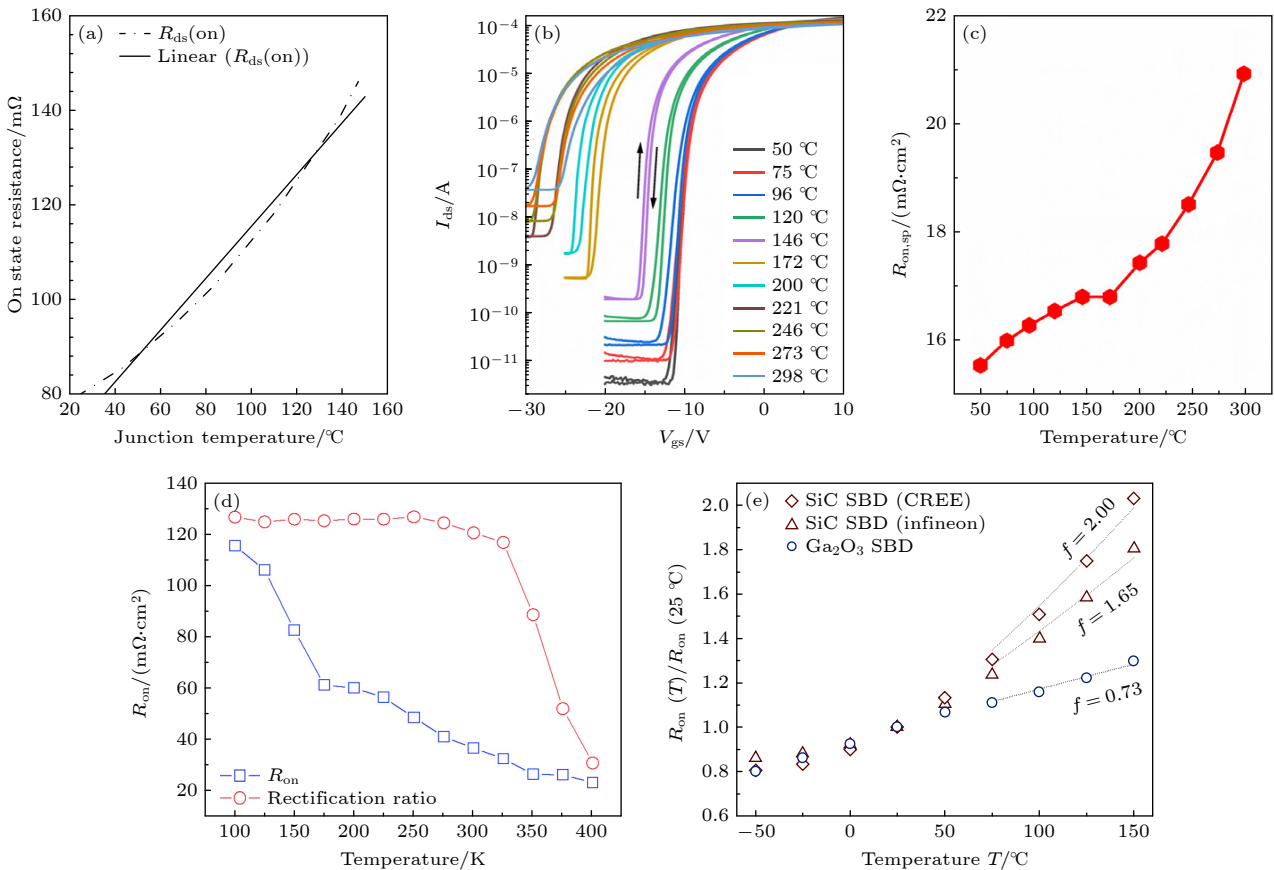 (a)
R_ds(on)
Linear (R_ds(on))
On state resistance/mΩ
160
140
120
100
80
20 40 60 80 100 120 140 160
Junction temperature/℃
(b)
I_ds/A
10⁻⁴
10⁻⁵
10⁻⁶
10⁻⁷
10⁻⁸
10⁻⁹
10⁻¹⁰
10⁻¹¹
50 ℃
75 ℃
96 ℃
120 ℃
146 ℃
172 ℃
200 ℃
221 ℃
246 ℃
273 ℃
298 ℃
−30 −20 −10 0 10
V_gs/V
(c)
R_on,sp/(mΩ·cm²)
22
20
18
16
50 100 150 200 250 300
Temperature/℃
(d)
R_on/(mΩ·cm²)
140
120
100
80
60
40
20
R_on
Rectification ratio
100 150 200 250 300 350 400
Temperature/K
(e)
SiC SBD (CREE)
SiC SBD (infineon)
Ga₂O₃ SBD
R_on (T)/R_on (25 ℃)
2.0
1.8
1.6
1.4
1.2
1.0
0.8
0.6
f = 2.00
f = 1.65
f = 0.73
−50 0 50 100 150
Temperature T/℃